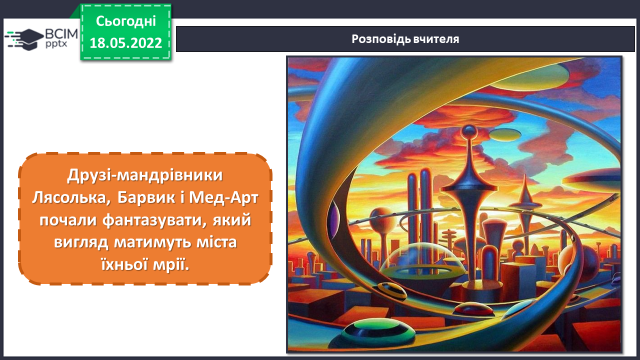 Сьогодні
18.05.2022
ВСІМ
pptx
Розповідь вчителя
Друзі-мандрівники
Лясолька, Барвик і Мед-Арт
почали фантазувати, який
вигляд матимуть міста
їхньої мрії.